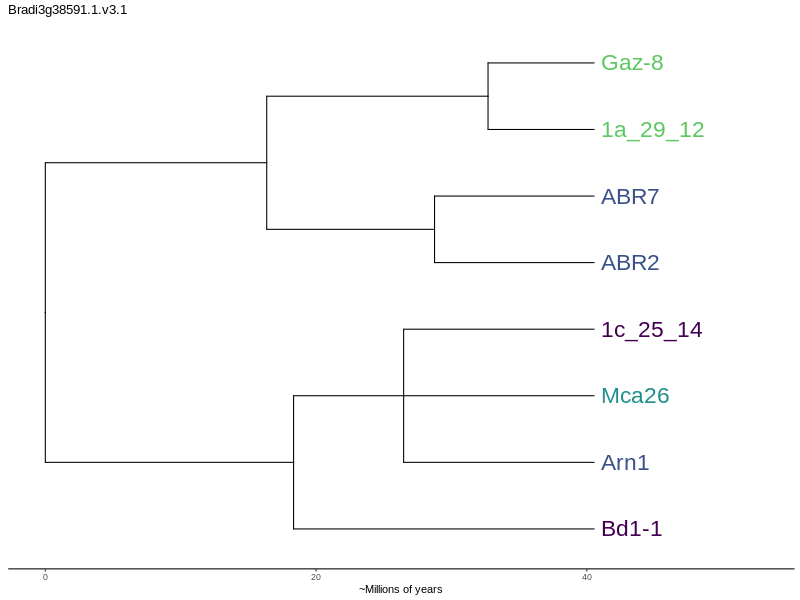 Bradi3g38591.1.v3.1
Gaz-8
1a_29_12
ABR7
ABR2
1c_25_14
Mca26
Arn1
Bd1-1
0 20 40
~Millions of years